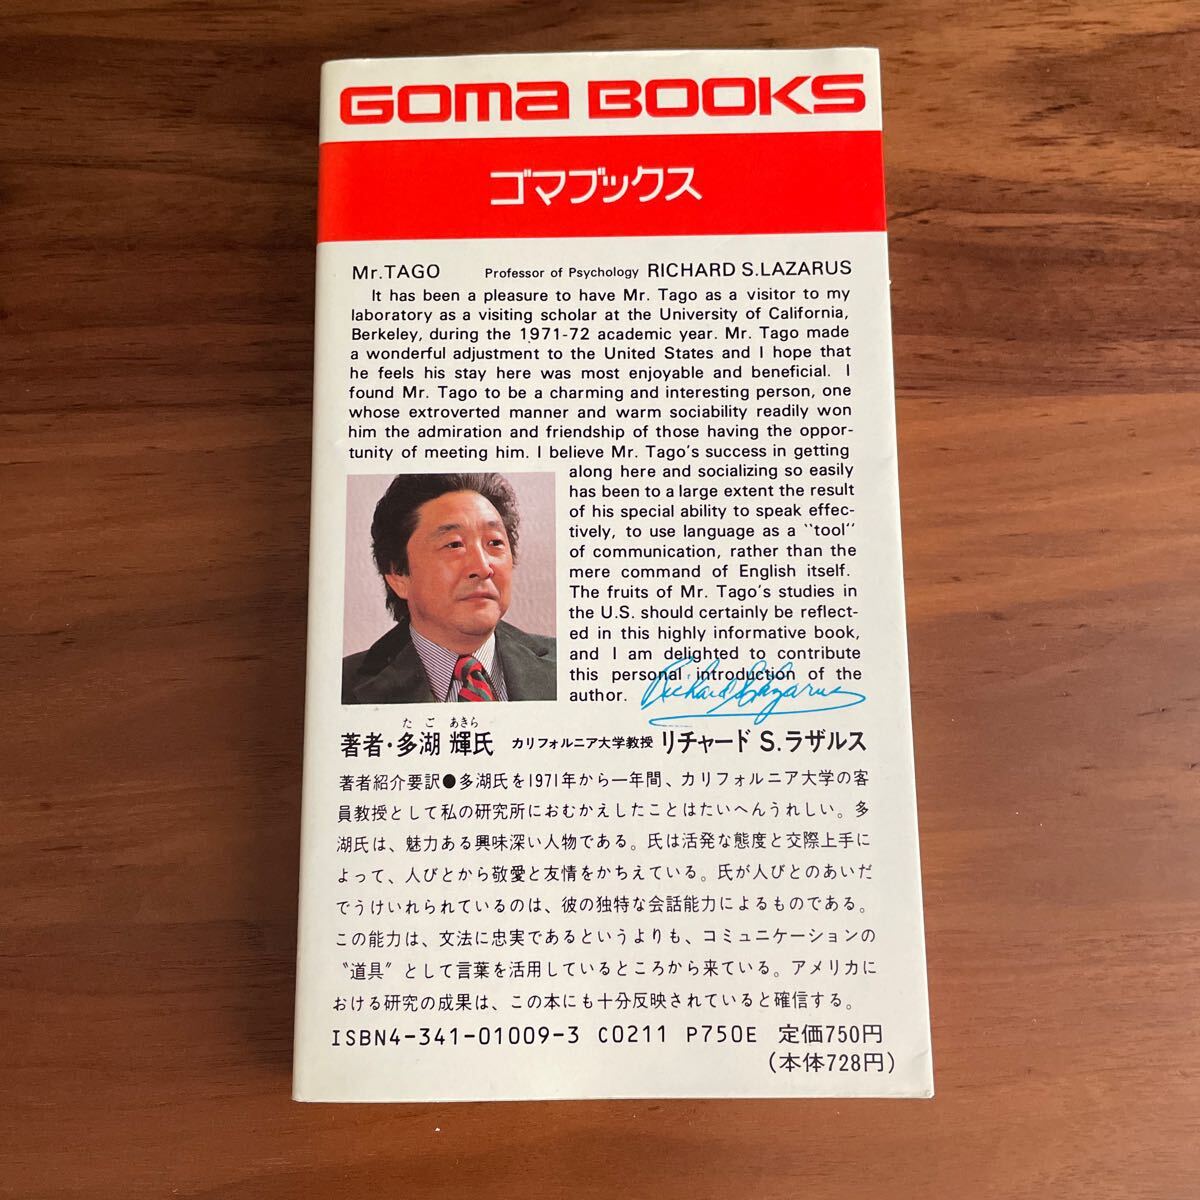 GOMA BOOKS
ゴマブックス
Mr.TAGO Professor of Psychology RICHARD S.LAZARUS
It has been a pleasure to have Mr. Tago as a visitor to my
laboratory as a visiting scholar at the University of California,
Berkeley, during the 1971-72 academic year. Mr. Tago made
a wonderful adjustment to the United States and I hope that
he feels his stay here was most enjoyable and beneficial. I
found Mr. Tago to be a charming and interesting person, one
whose extroverted manner and warm sociability readily won
him the admiration and friendship of those having the oppor-
tunity of meeting him. I believe Mr. Tago's success in getting
along here and socializing so easily
has been to a large extent the result
of his special ability to speak effec-
tively, to use language as a “tool”
of communication, rather than the
mere command of English itself.
The fruits of Mr. Tago's studies in
the U.S. should certainly be reflect-
ed in this highly informative book,
and I am delighted to contribute
this personal introduction of the
author. Richard S. Lazarus
たこ あきら
著者・多湖 輝氏 カリフォルニア大学教授 リチャード S.ラザルス
著者紹介要訳●多湖氏を1971年から一年間、カリフォルニア大学の客
員教授として私の研究所におむかえしたことはたいへんうれしい。多
湖氏は、魅力ある興味深い人物である。氏は活発な態度と交際上手に
よって、人びとから敬愛と友情をかちえている。氏が人びとのあいだ
でうけいれられているのは、彼の独特な会話能力によるものである。
この能力は、文法に忠実であるというよりも、コミュニケーションの
〝道具〟として言葉を活用しているところから来ている。アメリカに
おける研究の成果は、この本にも十分反映されていると確信する。
ISBN4-341-01009-3 C0211 P750E 定価750円
(本体728円)